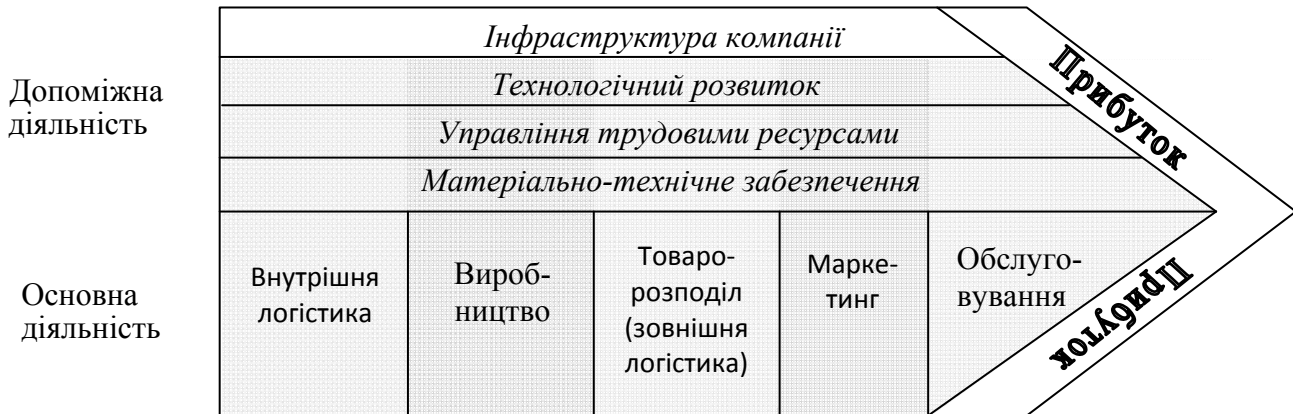 Інфраструктура компанії
Технологічний розвиток
Управління трудовими ресурсами
Матеріально-технічне забезпечення
Допоміжна
діяльність
Прибуток
Основна
діяльність
Внутрішня
логістика
Вироб-
ництво
Товаро-
розподіл
(зовнішня
логістика)
Марке-
тинг
Обслуго-
вування
Прибуток